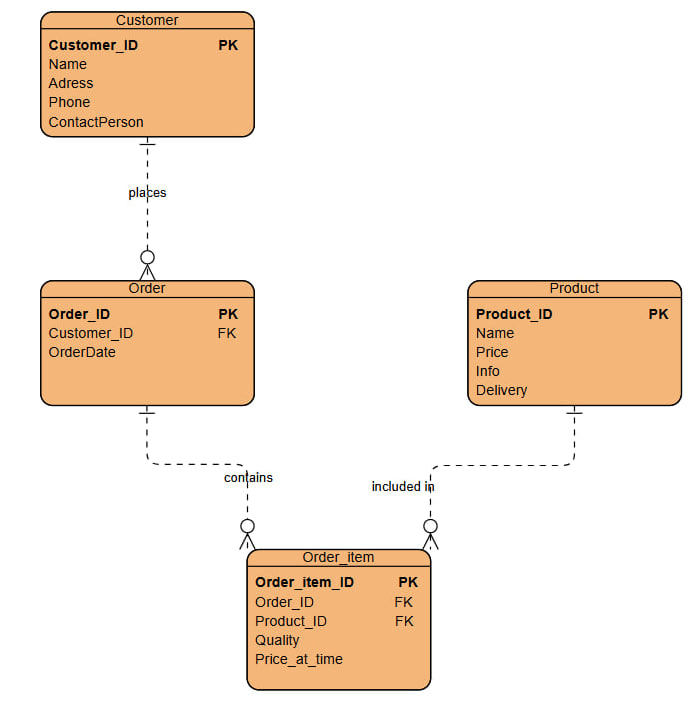 Customer
Customer_ID PK
Name
Adress
Phone
ContactPerson
places
Order
Order_ID PK
Customer_ID FK
OrderDate
Product
Product_ID PK
Name
Price
Info
Delivery
contains
included in
Order_item
Order_item_ID PK
Order_ID FK
Product_ID FK
Quality
Price_at_time